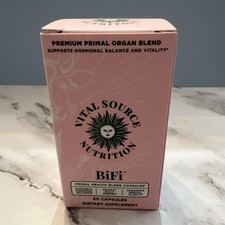 PREMIUM PRIMAL ORGAN BLEND
SUPPORTS HORMONAL BALANCE AND VITALITY*
VITAL SOURCE
NUTRITION
BiFi™
PRIMAL HEALTH BLEND CAPSULES*
60 CAPSULES
DIETARY SUPPLEMENT